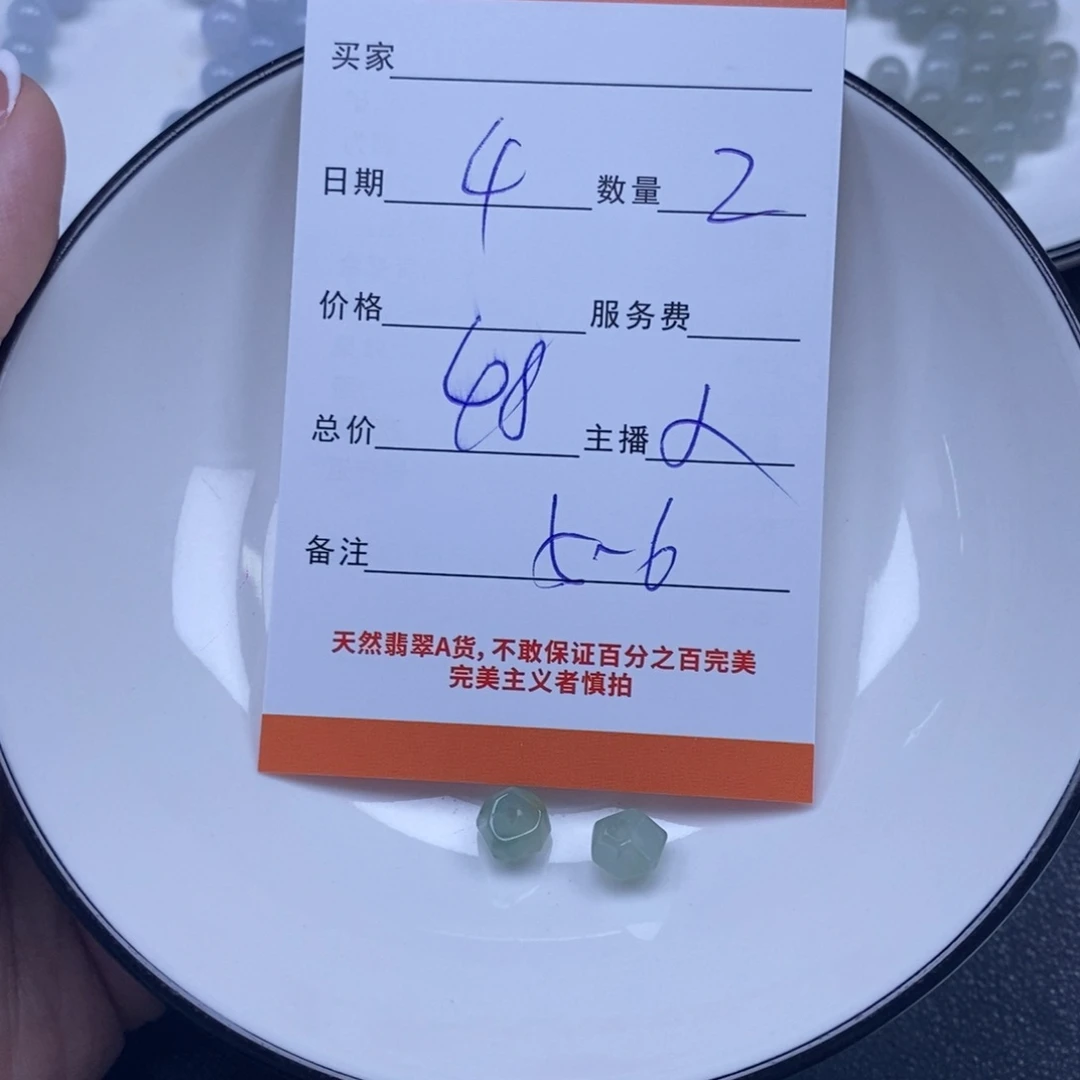 买家
日期 4 数量 2
价格 服务费
总价 68 主播
备注 5~6
天然翡翠A货,不敢保证百分之百完美
完美主义者慎拍